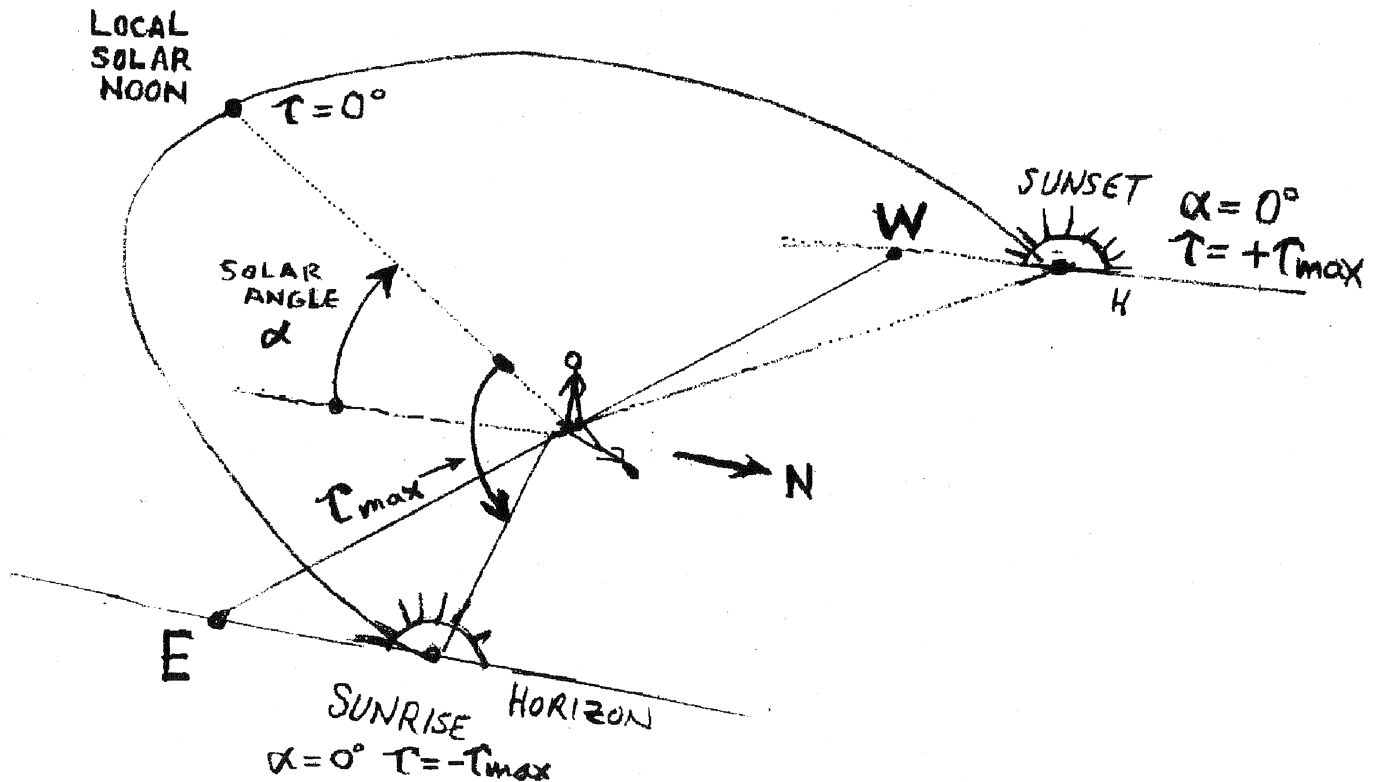 LOCAL
SOLAR
NOON
τ = 0°
SUNSET
α = 0°
τ = +τmax
W
H
SOLAR
ANGLE
α
τmax
N
E
SUNRISE
HORIZON
α = 0° τ = -τmax